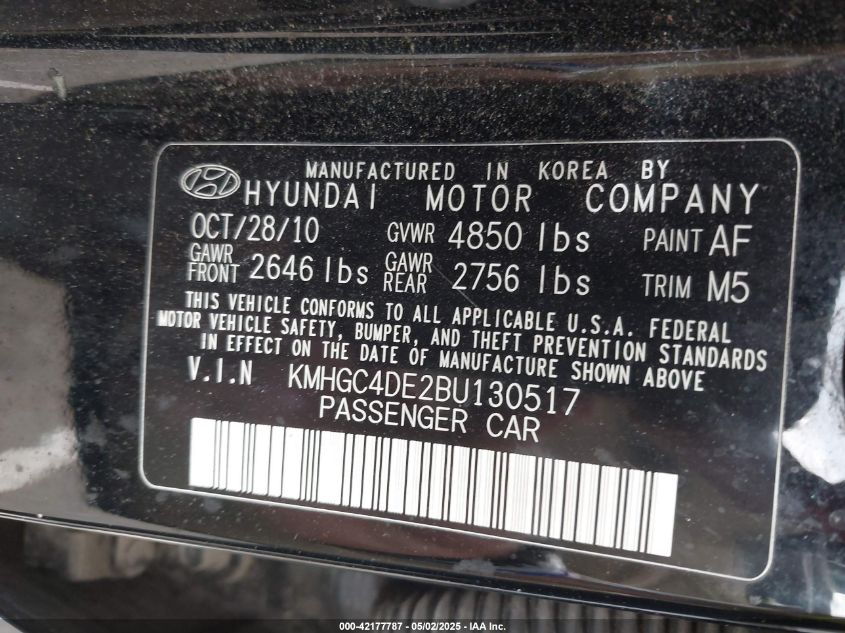 MANUFACTURED IN KOREA BY
HYUNDAI MOTOR COMPANY
OCT/28/10 GVWR 4850 lbs PAINT AF
GAWR FRONT 2646 lbs GAWR REAR 2756 lbs TRIM M5
THIS VEHICLE CONFORMS TO ALL APPLICABLE U.S.A. FEDERAL
MOTOR VEHICLE SAFETY, BUMPER, AND THEFT PREVENTION STANDARDS
IN EFFECT ON THE DATE OF MANUFACTURE SHOWN ABOVE
V.I.N KMHGC4DE2BU130517
PASSENGER CAR
000-42177787 - 05/02/2025 - IAA Inc.